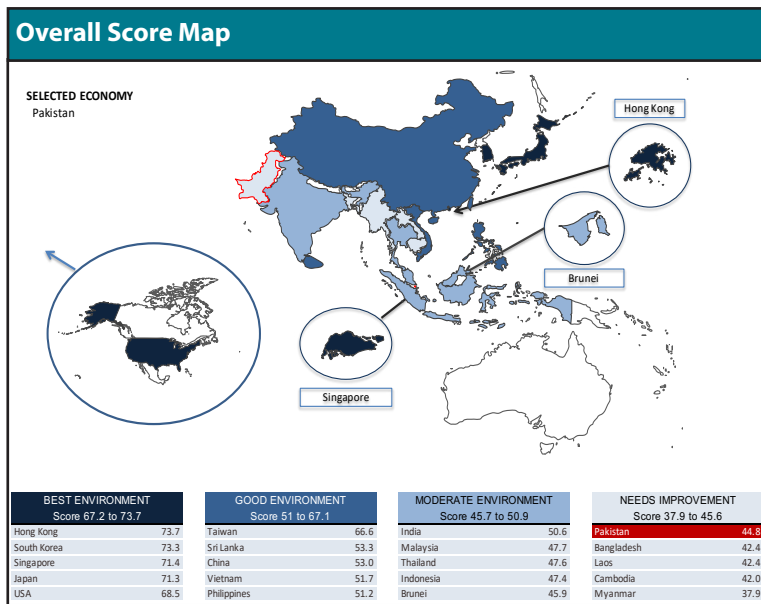 Overall Score Map
SELECTED ECONOMY
Pakistan
Hong Kong
Brunei
Singapore
BEST ENVIRONMENT
Score 67.2 to 73.7
Hong Kong 73.7
South Korea 73.3
Singapore 71.4
Japan 71.3
USA 68.5
GOOD ENVIRONMENT
Score 51 to 67.1
Taiwan 66.6
Sri Lanka 53.3
China 53.0
Vietnam 51.7
Philippines 51.2
MODERATE ENVIRONMENT
Score 45.7 to 50.9
India 50.6
Malaysia 47.7
Thailand 47.6
Indonesia 47.4
Brunei 45.9
NEEDS IMPROVEMENT
Score 37.9 to 45.6
Pakistan 44.8
Bangladesh 42.4
Laos 42.4
Cambodia 42.0
Myanmar 37.9